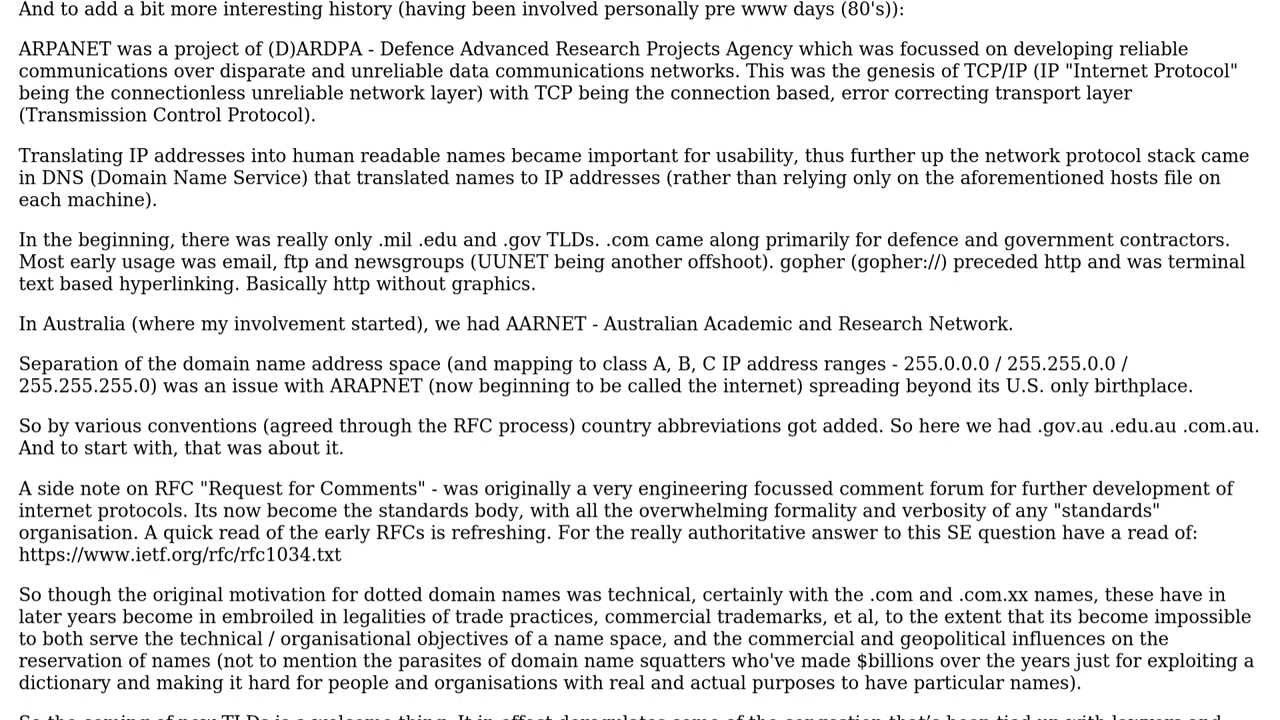 And to add a bit more interesting history (having been involved personally pre www days (80's)):
ARPANET was a project of (D)ARDPA - Defence Advanced Research Projects Agency which was focussed on developing reliable
communications over disparate and unreliable data communications networks. This was the genesis of TCP/IP (IP "Internet Protocol"
being the connectionless unreliable network layer) with TCP being the connection based, error correcting transport layer
(Transmission Control Protocol).
Translating IP addresses into human readable names became important for usability, thus further up the network protocol stack came
in DNS (Domain Name Service) that translated names to IP addresses (rather than relying only on the aforementioned hosts file on
each machine).
In the beginning, there was really only .mil .edu and .gov TLDs. .com came along primarily for defence and government contractors.
Most early usage was email, ftp and newsgroups (UUNET being another offshoot). gopher (gopher://) preceded http and was terminal
text based hyperlinking. Basically http without graphics.
In Australia (where my involvement started), we had AARNET - Australian Academic and Research Network.
Separation of the domain name address space (and mapping to class A, B, C IP address ranges - 255.0.0.0 / 255.255.0.0 /
255.255.255.0) was an issue with ARAPNET (now beginning to be called the internet) spreading beyond its U.S. only birthplace.
So by various conventions (agreed through the RFC process) country abbreviations got added. So here we had .gov.au .edu.au .com.au.
And to start with, that was about it.
A side note on RFC "Request for Comments" - was originally a very engineering focussed comment forum for further development of
internet protocols. Its now become the standards body, with all the overwhelming formality and verbosity of any "standards"
organisation. A quick read of the early RFCs is refreshing. For the really authoritative answer to this SE question have a read of:
https://www.ietf.org/rfc/rfc1034.txt
So though the original motivation for dotted domain names was technical, certainly with the .com and .com.xx names, these have in
later years become in embroiled in legalities of trade practices, commercial trademarks, et al, to the extent that its become impossible
to both serve the technical / organisational objectives of a name space, and the commercial and geopolitical influences on the
reservation of names (not to mention the parasites of domain name squatters who've made $billions over the years just for exploiting a
dictionary and making it hard for people and organisations with real and actual purposes to have particular names).